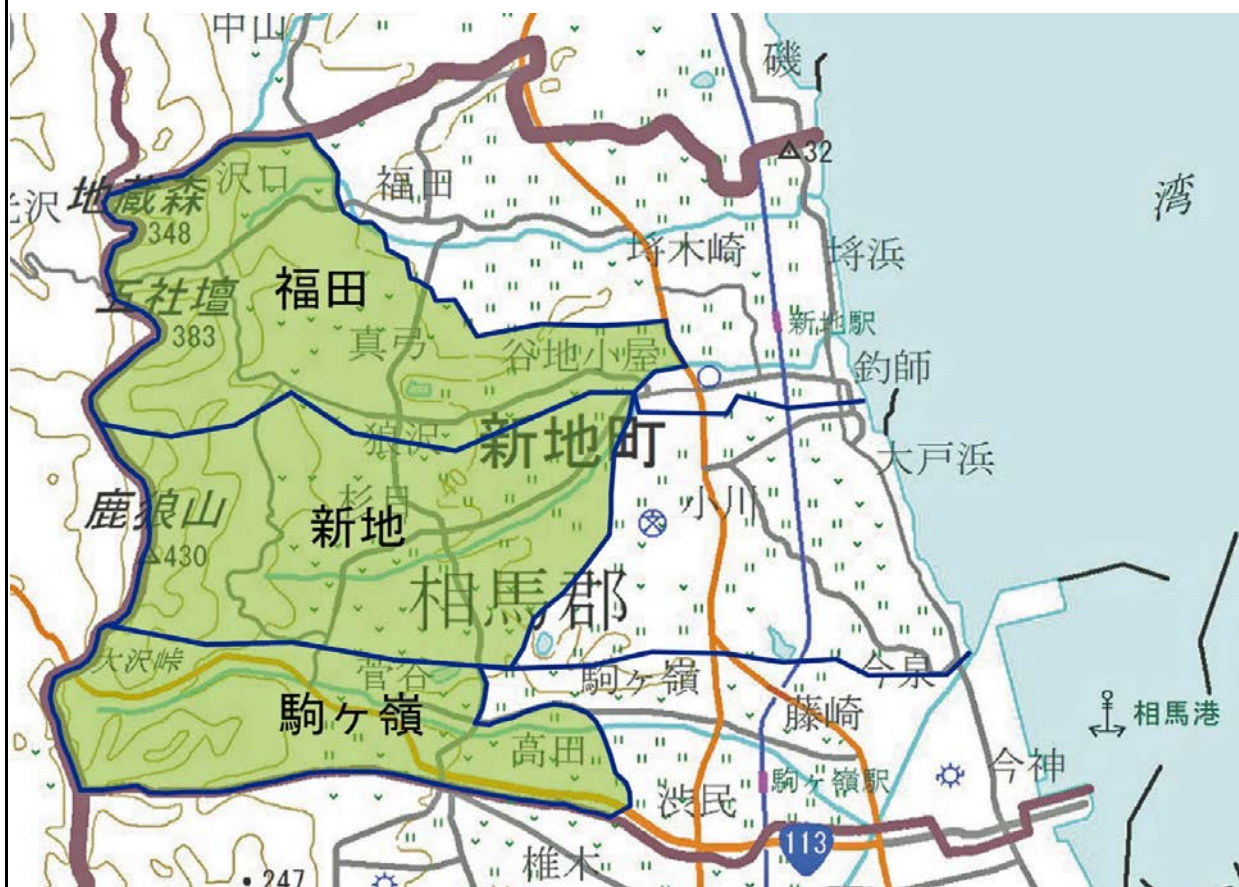 中山
磯
32
沢口
福田
湾
地蔵森
348
埒木崎
埒浜
福田
五社壇
383
真弓
谷地小屋
新地駅
釣師
狼沢
新地町
大戸浜
40
鹿狼山
杉目
小川
新地
430
相馬郡
大沢峠
菅谷
駒ヶ嶺
今泉
駒ヶ嶺
藤崎
相馬港
高田
今神
渋民
駒ヶ嶺駅
113
椎木
247